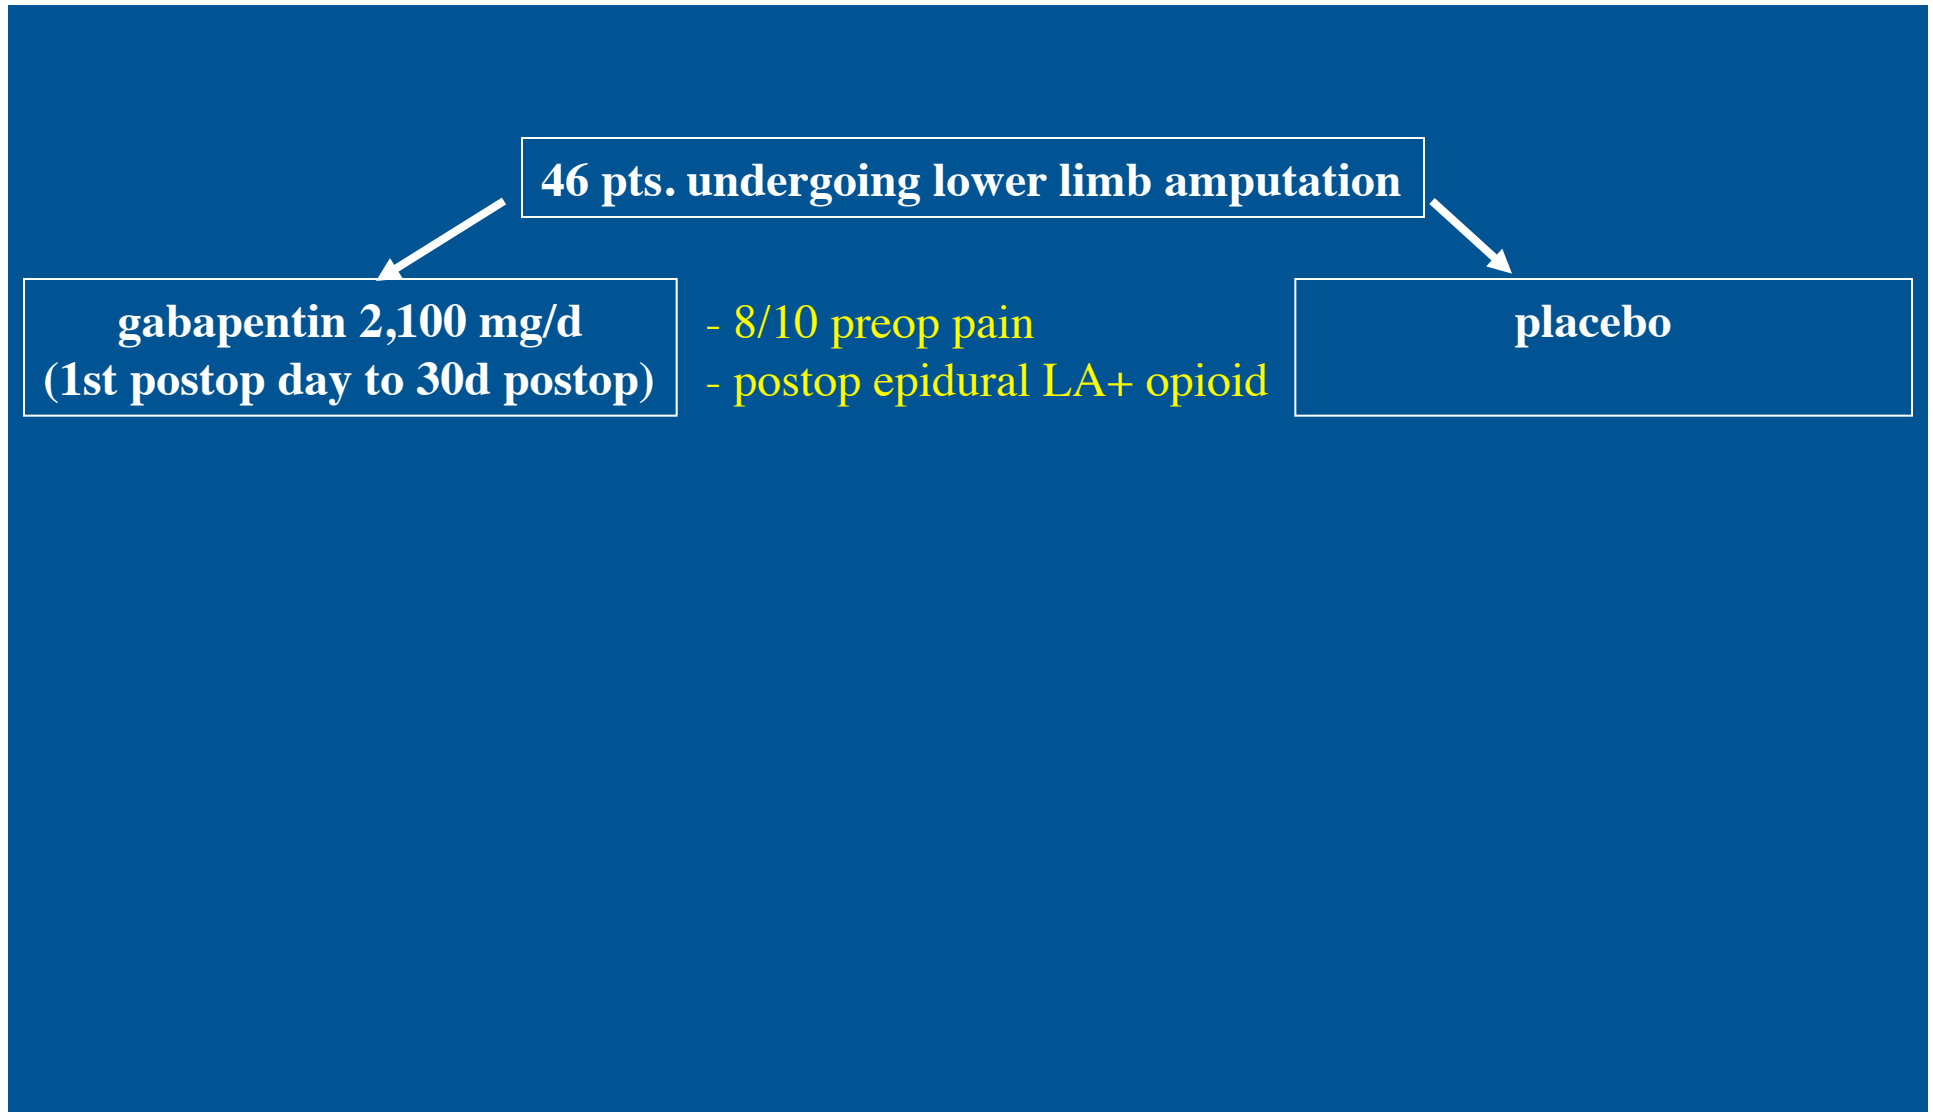 46 pts. undergoing lower limb amputation
gabapentin 2,100 mg/d
(1st postop day to 30d postop)
- 8/10 preop pain
- postop epidural LA+ opioid
placebo